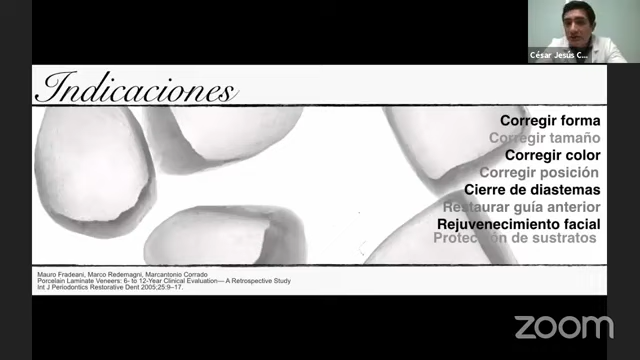 César Jesús C...
Indicaciones
Corregir forma
Corregir tamaño
Corregir color
Corregir posición
Cierre de diastemas
Restaurar guía anterior
Rejuvenecimiento facial
Protección de sustratos
Mauro Fradeani, Marco Redemagni, Marcantonio Corrado
Porcelain Laminate Veneers: 6- to 12-Year Clinical Evaluation— A Retrospective Study
Int J Periodontics Restorative Dent 2005;25:9–17.
zoom